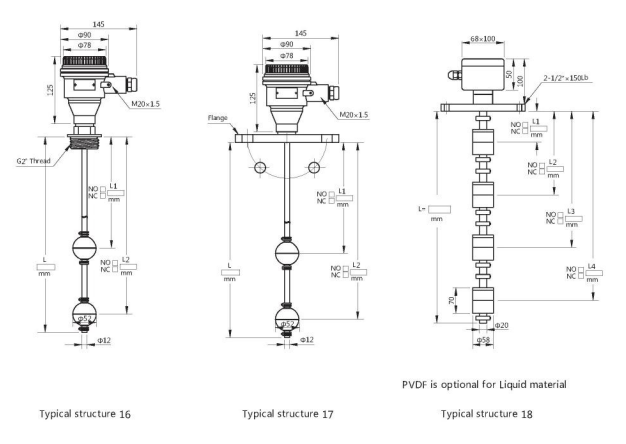 145
Φ90
Φ78
125
M20×1.5
G2" Thread
NO
NC
L1
mm
NO
NC
L2
mm
L
mm
Φ52
Φ12
Typical structure 16
145
Φ90
Φ78
125
M20×1.5
Flange
NO
NC
L1
mm
NO
NC
L2
mm
L
mm
Φ52
Φ12
Typical structure 17
68×100
50
100
2-1/2"×150Lb
NO
NC
L1
mm
NO
NC
L2
mm
NO
NC
L3
mm
NO
NC
L4
mm
L=
mm
70
Φ20
Φ58
PVDF is optional for Liquid material
Typical structure 18